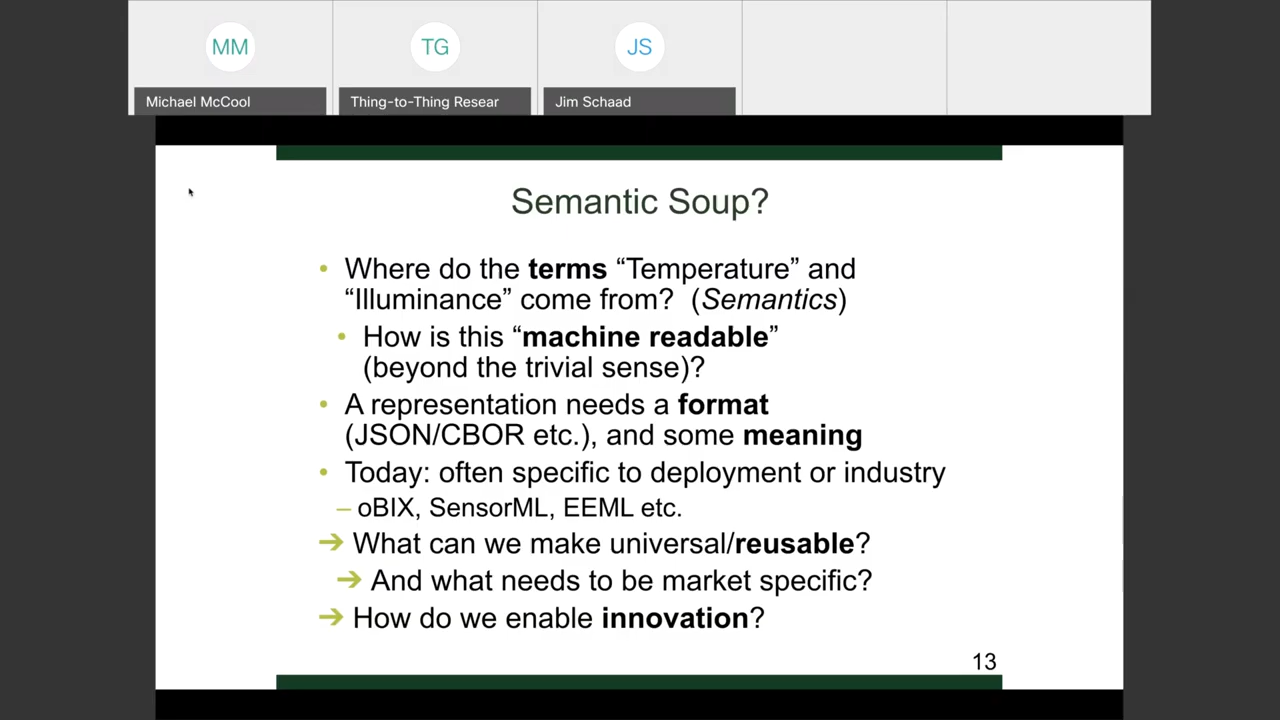 MM
TG
JS
Michael McCool
Thing-to-Thing Resear
Jim Schaad
Semantic Soup?
• Where do the terms “Temperature” and
“Illuminance” come from? (Semantics)
• How is this “machine readable”
(beyond the trivial sense)?
• A representation needs a format
(JSON/CBOR etc.), and some meaning
• Today: often specific to deployment or industry
– oBIX, SensorML, EEML etc.
➔ What can we make universal/reusable?
➔ And what needs to be market specific?
➔ How do we enable innovation?
13